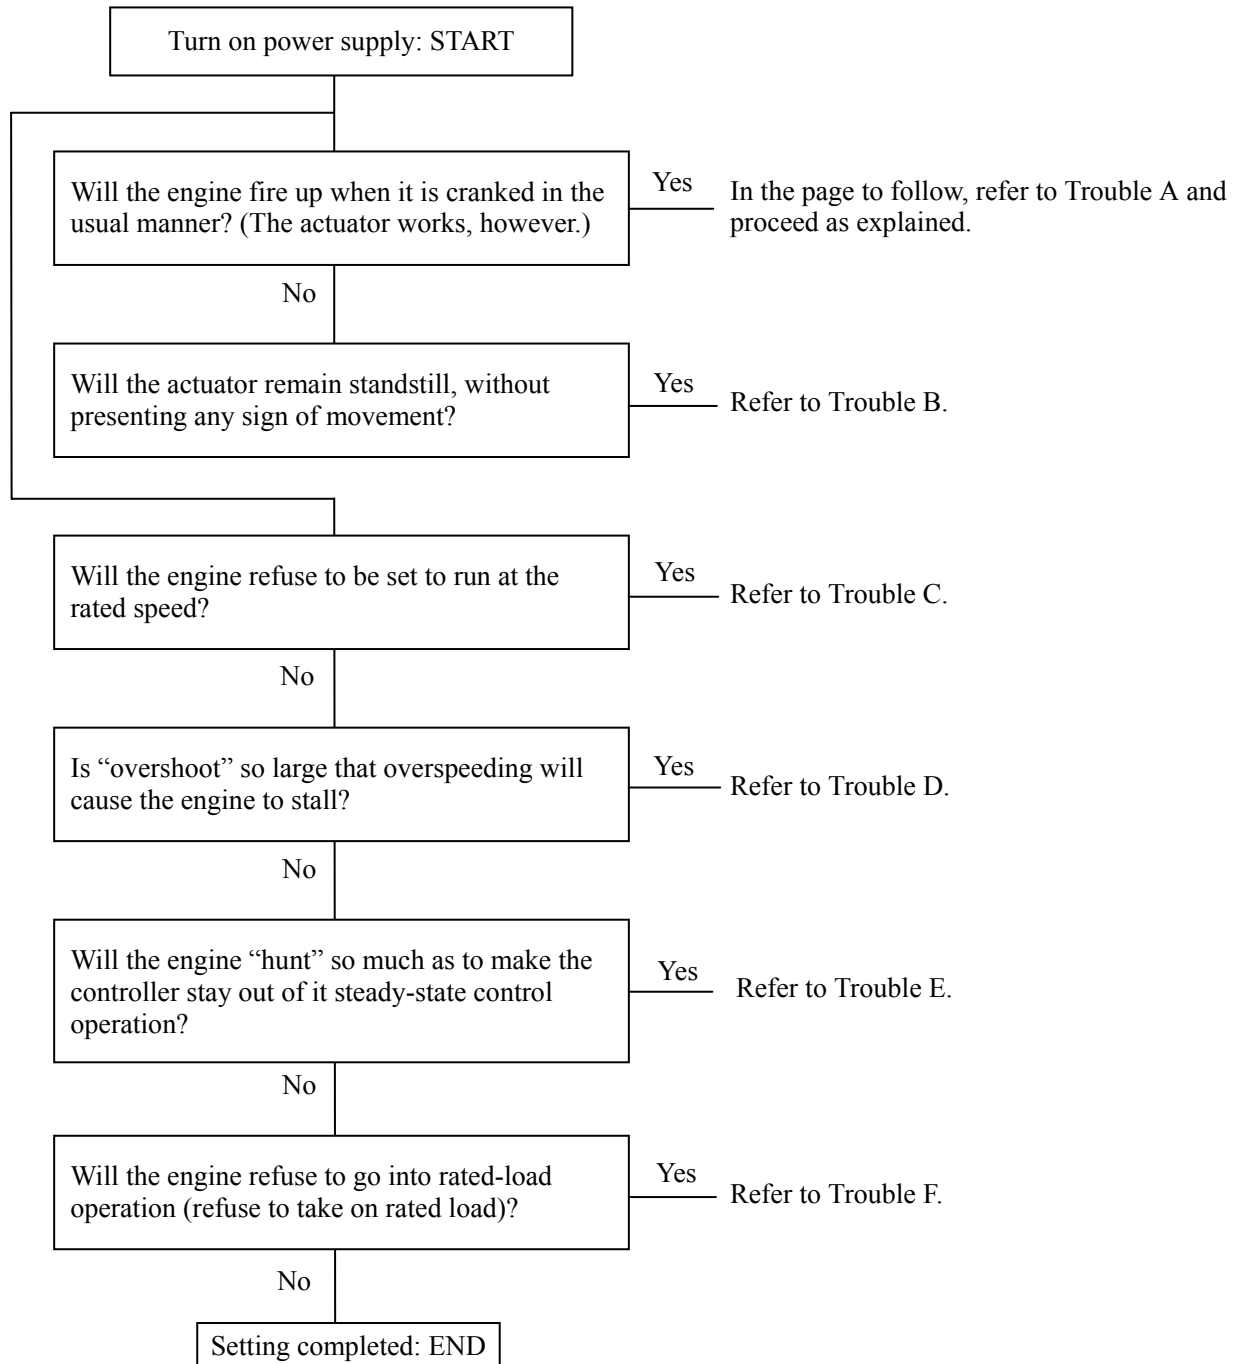 Turn on power supply: START
Will the engine fire up when it is cranked in the
usual manner? (The actuator works, however.)
Yes
In the page to follow, refer to Trouble A and
proceed as explained.
No
Will the actuator remain standstill, without
presenting any sign of movement?
Yes
Refer to Trouble B.
Will the engine refuse to be set to run at the
rated speed?
Yes
Refer to Trouble C.
No
Is “overshoot” so large that overspeeding will
cause the engine to stall?
Yes
Refer to Trouble D.
No
Will the engine “hunt” so much as to make the
controller stay out of it steady-state control
operation?
Yes
Refer to Trouble E.
No
Will the engine refuse to go into rated-load
operation (refuse to take on rated load)?
Yes
Refer to Trouble F.
No
Setting completed: END